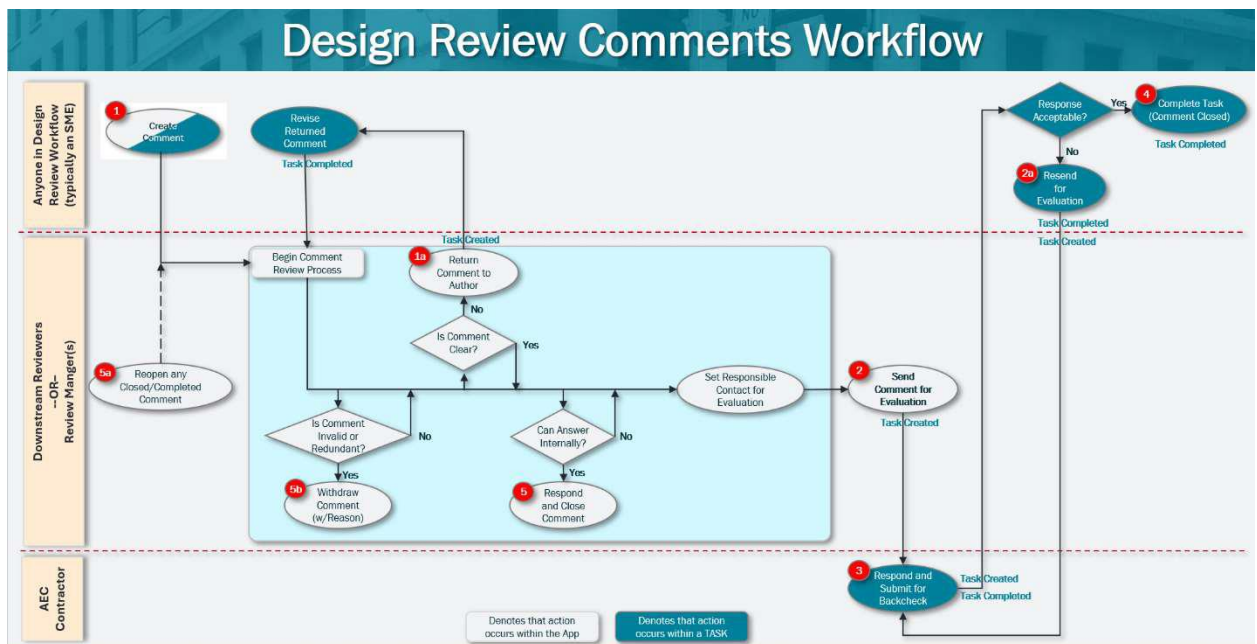 Design Review Comments Workflow
Anyone in Design
Review Workflow
(typically an SME)
1
Create
Comment
Revise
Returned
Comment
Task Completed
Response
Acceptable?
Yes
4
Complete Task
(Comment Closed)
Task Completed
No
2a
Resend
for
Evaluation
Task Completed
Downstream Reviewers
--OR--
Review Manger(s)
Task Created
Task Created
Begin Comment
Review Process
1a
Return
Comment to
Author
No
Is Comment
Clear?
Yes
5a
Reopen any
Closed/Completed
Comment
Set Responsible
Contact for
Evaluation
2
Send
Comment for
Evaluation
Task Created
Is Comment
Invalid or
Redundant?
No
Can Answer
Internally?
No
Yes
Yes
5b
Withdraw
Comment
(w/Reason)
5
Respond
and Close
Comment
AEC
Contractor
3
Respond and
Submit for
Backcheck
Task Created
Task Completed
Denotes that action
occurs within the App
Denotes that action
occurs within a TASK